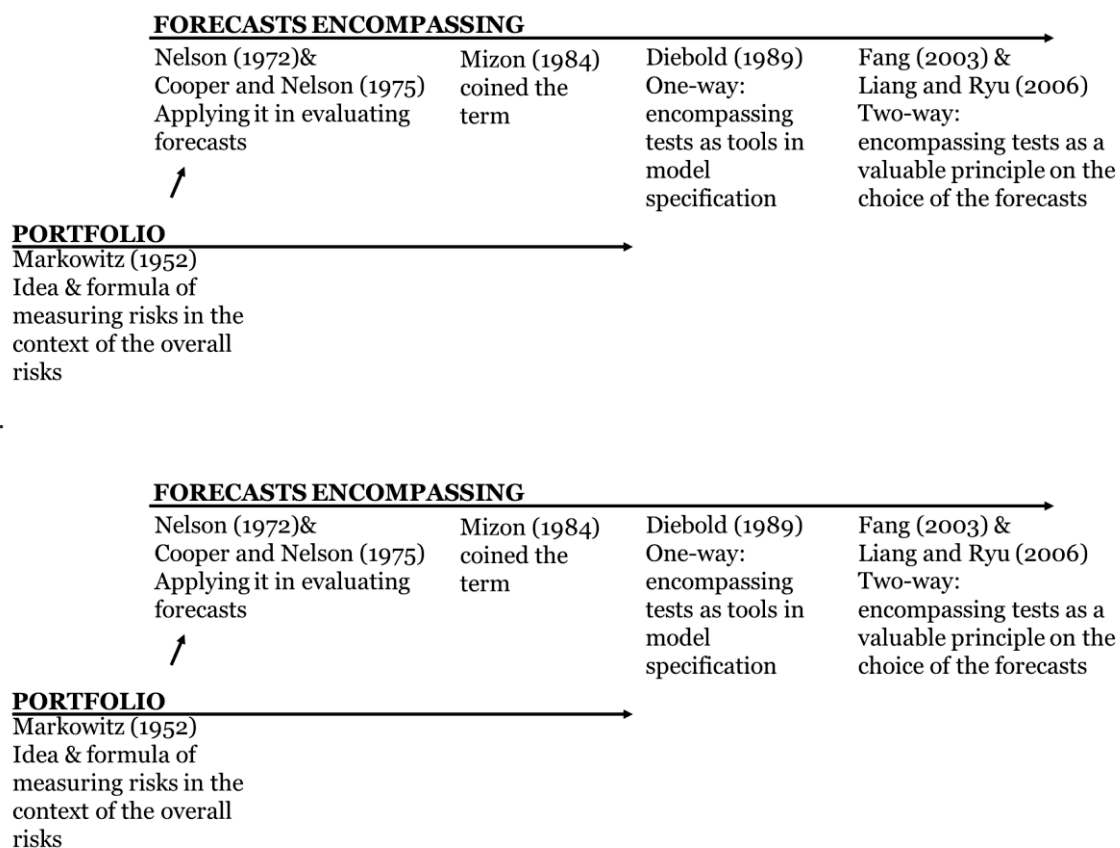 FORECASTS ENCOMPASSING
Nelson (1972)&
Cooper and Nelson (1975)
Applying it in evaluating
forecasts
Mizon (1984)
coined the
term
Diebold (1989)
One-way:
encompassing
tests as tools in
model
specification
Fang (2003) &
Liang and Ryu (2006)
Two-way:
encompassing tests as a
valuable principle on the
choice of the forecasts
PORTFOLIO
Markowitz (1952)
Idea & formula of
measuring risks in the
context of the overall
risks
.
FORECASTS ENCOMPASSING
Nelson (1972)&
Cooper and Nelson (1975)
Applying it in evaluating
forecasts
Mizon (1984)
coined the
term
Diebold (1989)
One-way:
encompassing
tests as tools in
model
specification
Fang (2003) &
Liang and Ryu (2006)
Two-way:
encompassing tests as a
valuable principle on the
choice of the forecasts
PORTFOLIO
Markowitz (1952)
Idea & formula of
measuring risks in the
context of the overall
risks